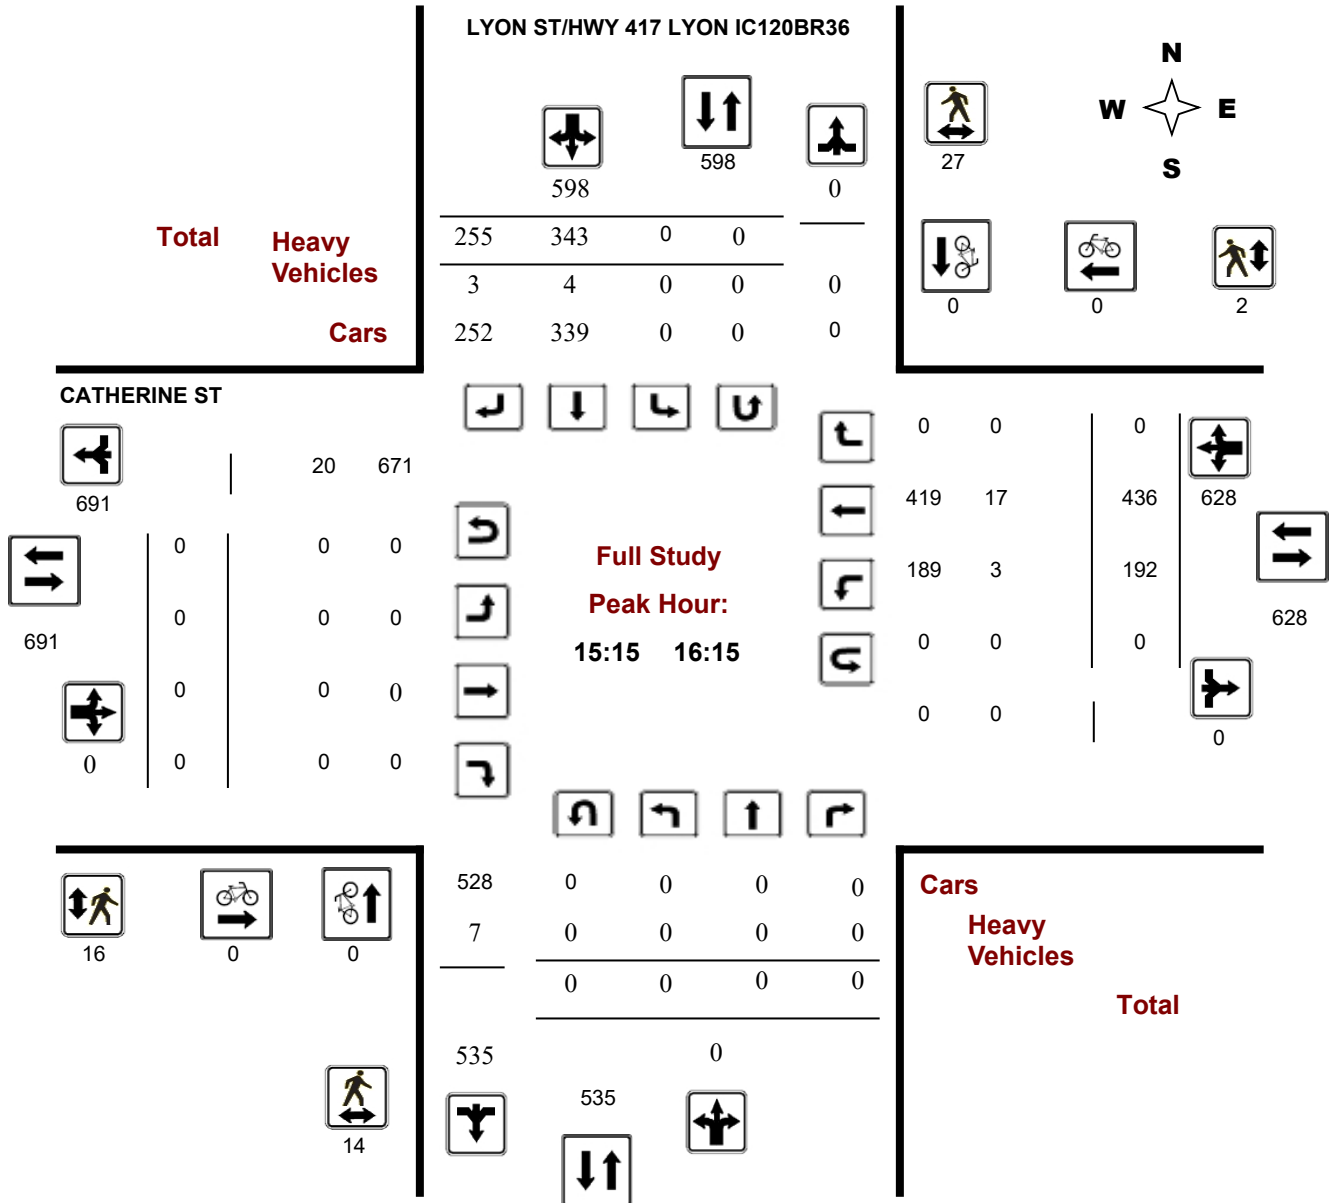 LYON ST/HWY 417 LYON IC120BR36
N
W E
S
598
27
598 0
Total Heavy
Vehicles
255 343 0 0
3 4 0 0 0
0 0 2
Cars 252 339 0 0 0
CATHERINE ST
0 0 0
20 671
691
419 17 436 628
0 0 0
Full Study
189 3 192
Peak Hour:
0 0 0
628
691
15:15 16:15
0 0 0
0 0 0
0 0
0
0 0 0 0
528 0 0 0 0
Cars
7 0 0 0 0
Heavy
Vehicles
16 0 0
0 0 0 0
Total
535 0
535
14